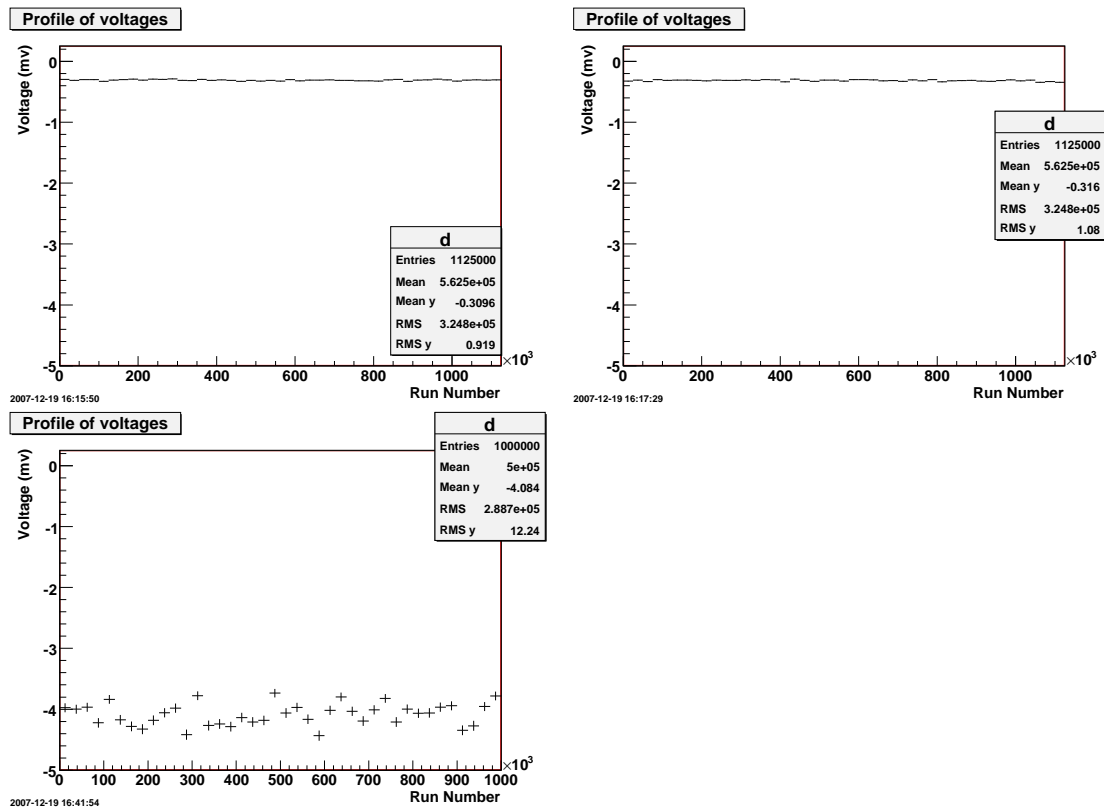 Profile of voltages
Voltage (mv)
0
-1
-2
-3
-4
-5
d
Entries 1125000
Mean 5.625e+05
Mean y -0.3096
RMS 3.248e+05
RMS y 0.919
0 200 400 600 800 1000
×10³
Run Number
2007-12-19 16:15:50
Profile of voltages
Voltage (mv)
0
-1
-2
-3
-4
-5
d
Entries 1125000
Mean 5.625e+05
Mean y -0.316
RMS 3.248e+05
RMS y 1.08
0 200 400 600 800 1000
×10³
Run Number
2007-12-19 16:17:29
Profile of voltages
Voltage (mv)
0
-1
-2
-3
-4
-5
d
Entries 1000000
Mean 5e+05
Mean y -4.084
RMS 2.887e+05
RMS y 12.24
0 100 200 300 400 500 600 700 800 900 1000
×10³
Run Number
2007-12-19 16:41:54